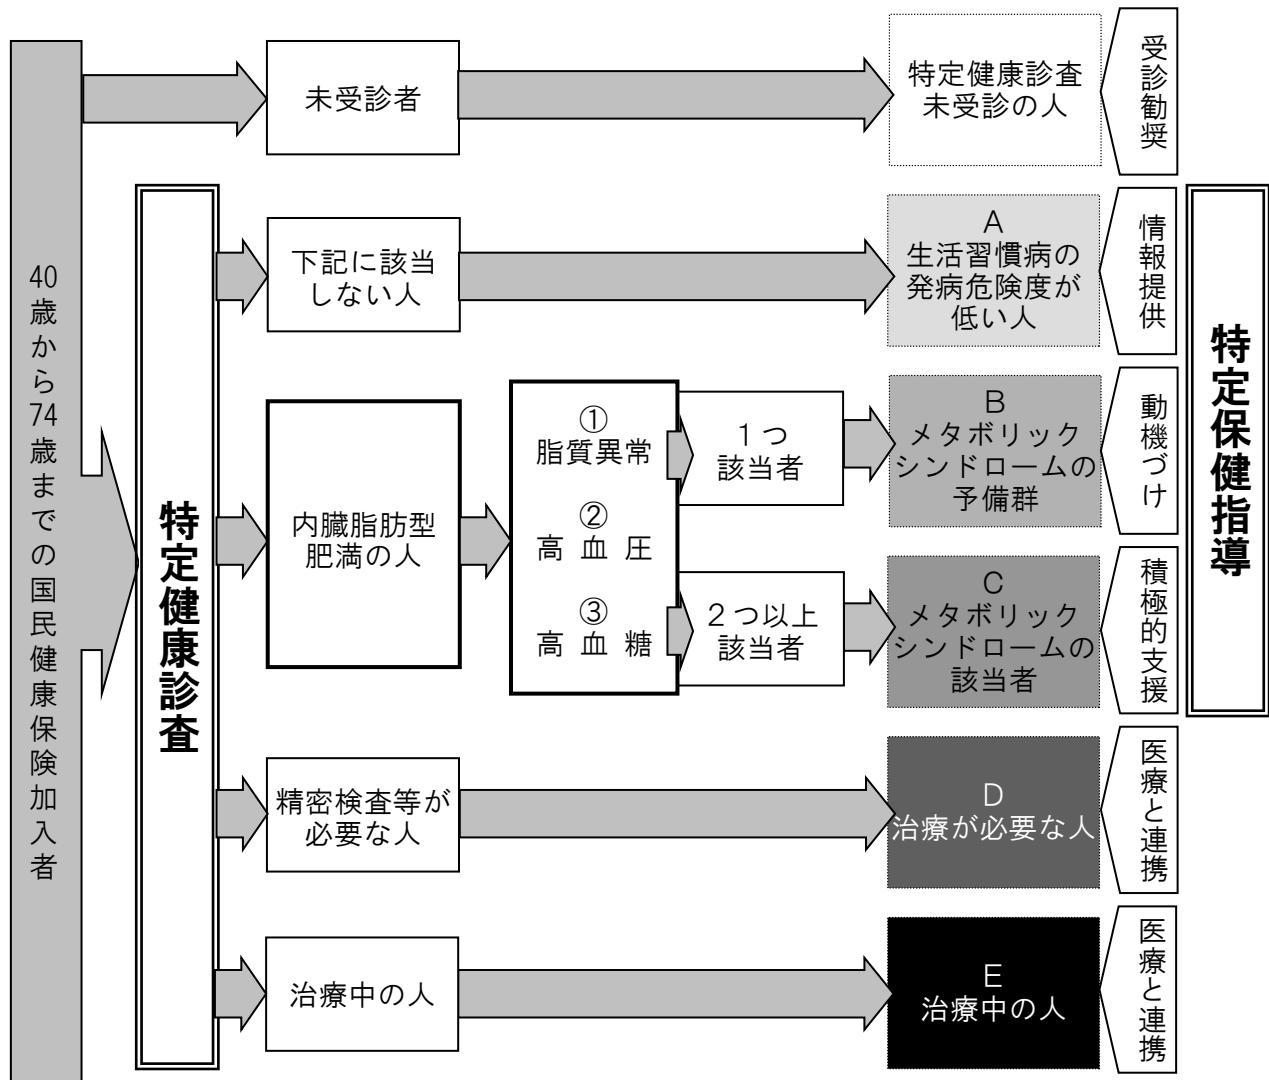 40歳から74歳までの国民健康保険加入者
未受診者
特定健康診査
未受診の人
受診勧奨
特定健康診査
下記に該当
しない人
A
生活習慣病の
発病危険度が
低い人
情報提供
特定保健指導
内臓脂肪型
肥満の人
①
脂質異常
②
高血圧
③
高血糖
1つ
該当者
B
メタボリック
シンドロームの
予備群
動機づけ
2つ以上
該当者
C
メタボリック
シンドロームの
該当者
積極的支援
精密検査等が
必要な人
D
治療が必要な人
医療と連携
治療中の人
E
治療中の人
医療と連携